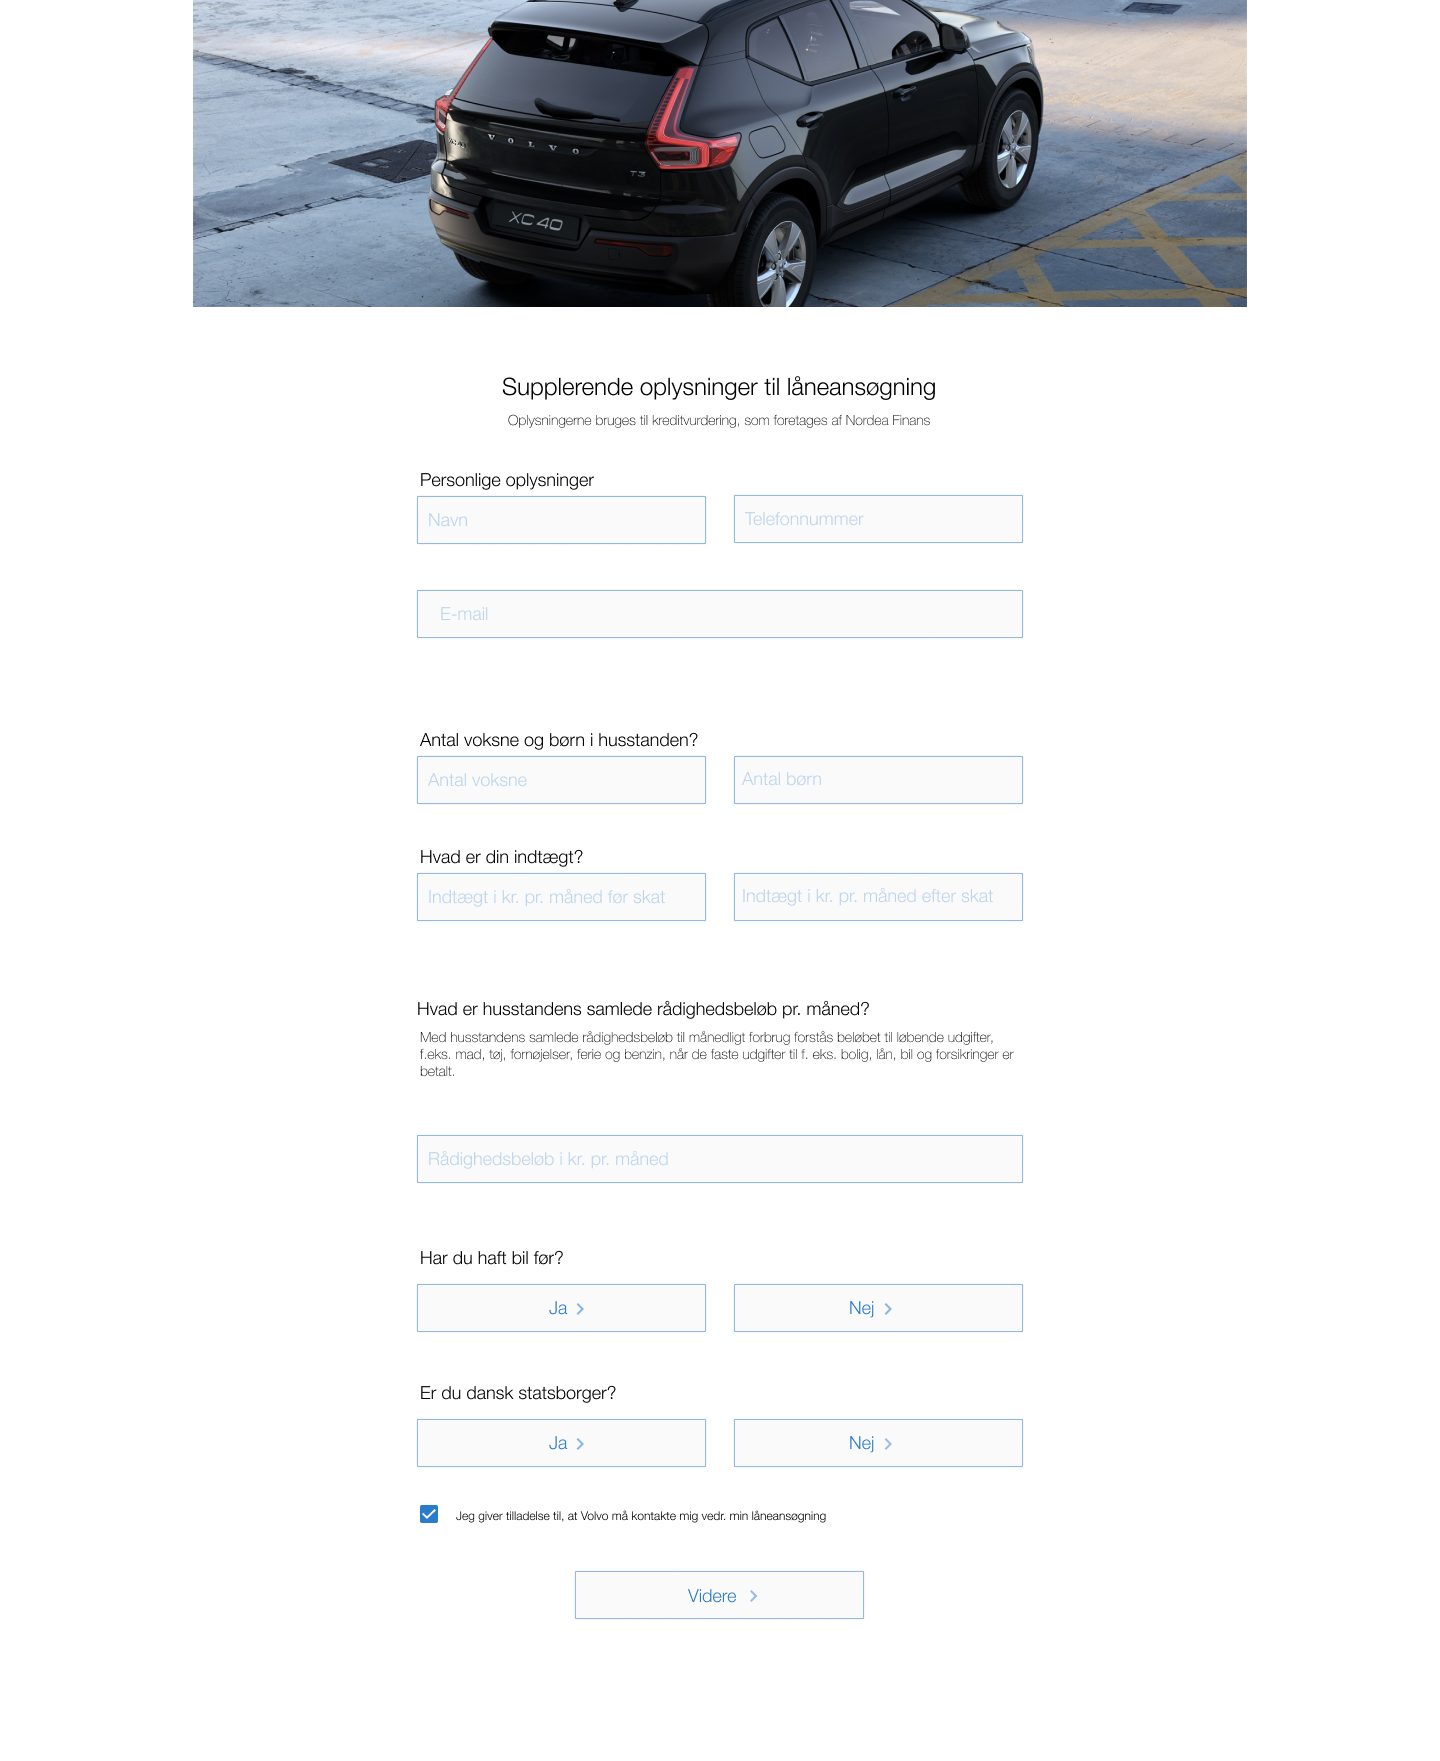 VOLVO
T3
XC40
Supplerende oplysninger til låneansøgning
Oplysningerne bruges til kreditvurdering, som foretages af Nordea Finans
Personlige oplysninger
Navn
Telefonnummer
E-mail
Antal voksne og børn i husstanden?
Antal voksne
Antal børn
Hvad er din indtægt?
Indtægt i kr. pr. måned før skat
Indtægt i kr. pr. måned efter skat
Hvad er husstandens samlede rådighedsbeløb pr. måned?
Med husstandens samlede rådighedsbeløb til månedligt forbrug forstås beløbet til løbende udgifter,
f.eks. mad, tøj, fornøjelser, ferie og benzin, når de faste udgifter til f. eks. bolig, lån, bil og forsikringer er
betalt.
Rådighedsbeløb i kr. pr. måned
Har du haft bil før?
Ja
Nej
Er du dansk statsborger?
Ja
Nej
Jeg giver tilladelse til, at Volvo må kontakte mig vedr. min låneansøgning
Videre